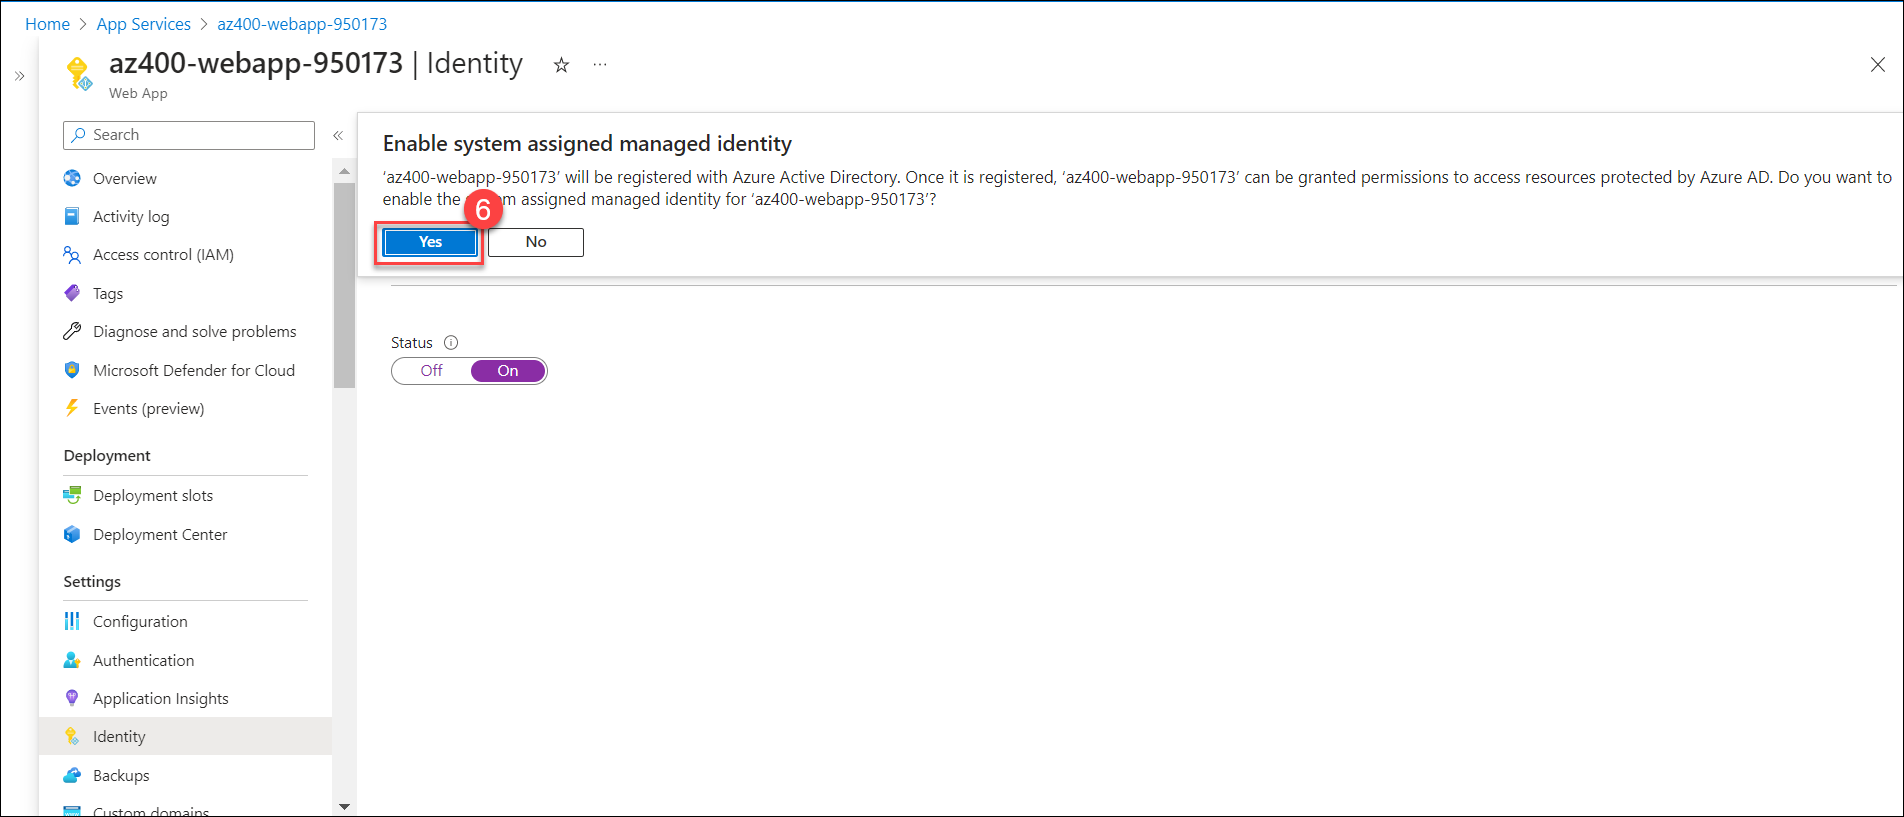 Home > App Services > az400-webapp-950173
az400-webapp-950173 | Identity
Web App
Search
Overview
Activity log
Access control (IAM)
Tags
Diagnose and solve problems
Microsoft Defender for Cloud
Events (preview)
Deployment
Deployment slots
Deployment Center
Settings
Configuration
Authentication
Application Insights
Identity
Backups
Custom domains
Enable system assigned managed identity
‘az400-webapp-950173’ will be registered with Azure Active Directory. Once it is registered, ‘az400-webapp-950173’ can be granted permissions to access resources protected by Azure AD. Do you want to
enable the em assigned managed identity for ‘az400-webapp-950173’?
6
Yes No
Status
Off On